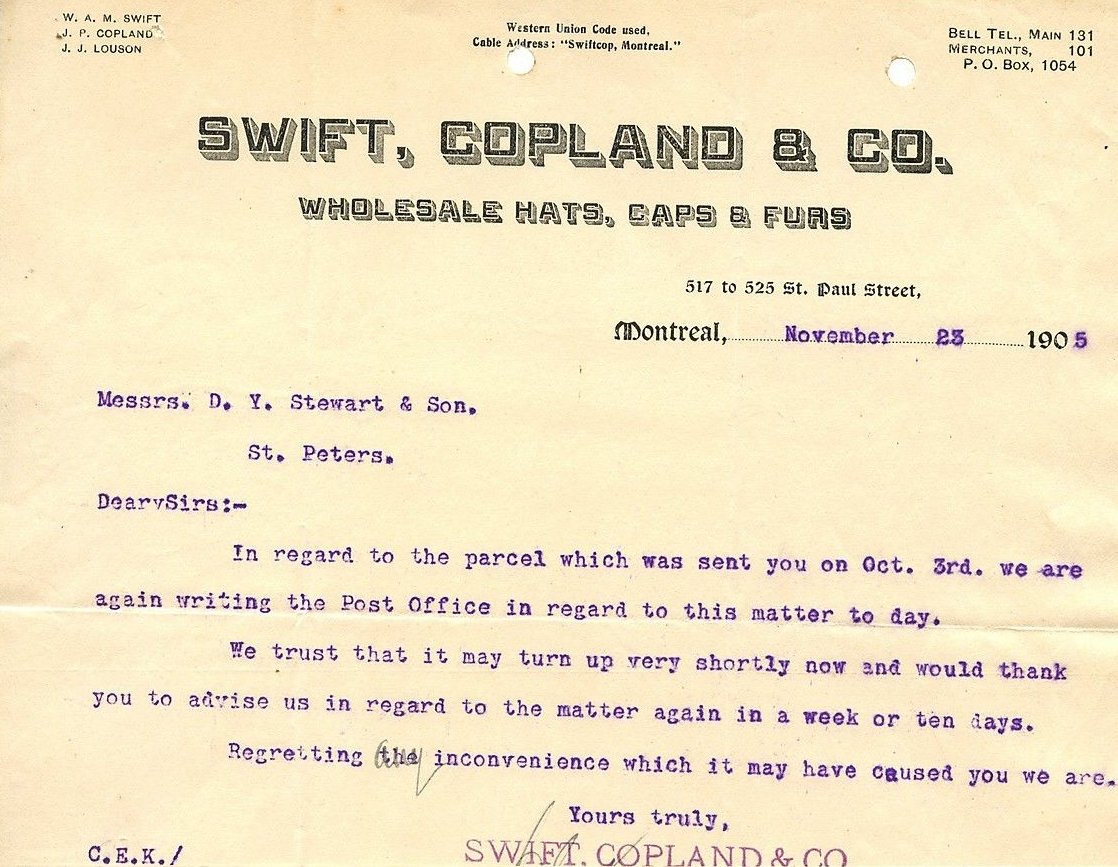 W. A. M. SWIFT
J. P. COPLAND
J. J. LOUSON
Western Union Code used,
Cable Address: "Swiftcop, Montreal."
BELL TEL., MAIN 131
MERCHANTS, 101
P. O. BOX, 1054
SWIFT, COPLAND & CO.
WHOLESALE HATS, CAPS & FURS
517 to 525 St. Paul Street,
Montreal, November 23 1905
Messrs. D. Y. Stewart & Son.
St. Peters.
DearvSirs:-
In regard to the parcel which was sent you on Oct. 3rd. we are
again writing the Post Office in regard to this matter to day.
We trust that it may turn up very shortly now and would thank
you to advise us in regard to the matter again in a week or ten days.
any
Regretting the inconvenience which it may have caused you we are.
Yours truly,
C.E.K./
SWIFT, COPLAND & CO